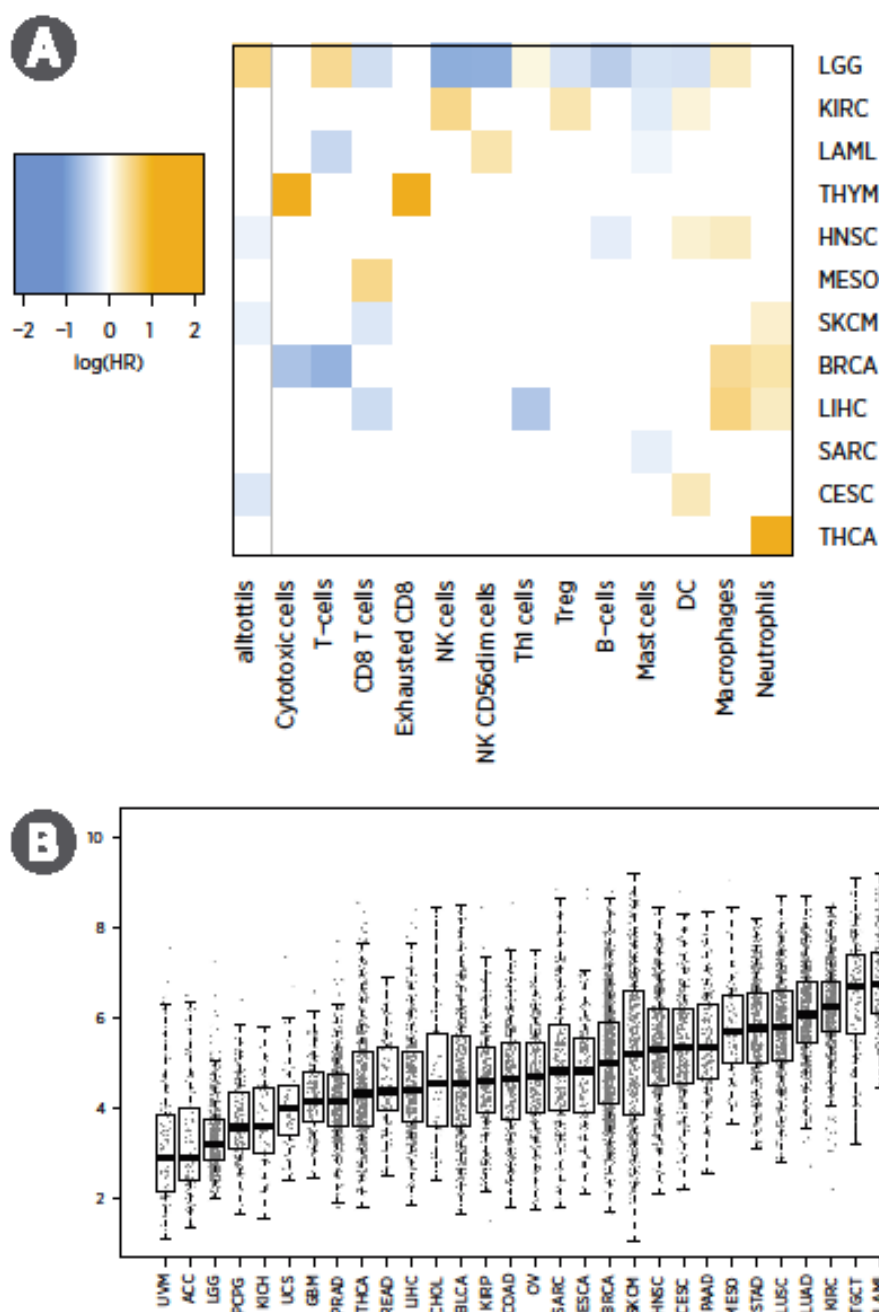 A
LGG
KIRC
LAML
THYM
HNSC
MESO
SKCM
BRCA
LIHC
SARC
CESC
THCA
−2 −1 0 1 2
log(HR)
alltottils
Cytotoxic cells
T-cells
CD8 T cells
Exhausted CD8
NK cells
NK CD56dim cells
Th1 cells
Treg
B-cells
Mast cells
DC
Macrophages
Neutrophils
B
10
8
6
4
2
UVM
ACC
LGG
PCPG
KICH
UCS
GBM
PRAD
THCA
READ
LIHC
CHOL
BLCA
KIRP
COAD
OV
SARC
ESCA
BRCA
SKCM
HNSC
CESC
PAAD
MESO
STAD
LUSC
LUAD
KIRC
TGCT